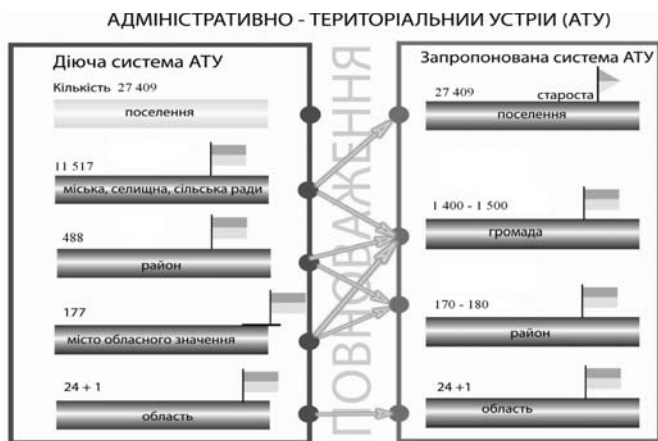 АДМІНІСТРАТИВНО - ТЕРИТОРІАЛЬНИЙ УСТРІЙ (АТУ)
Діюча система АТУ
Кількість 27 409
поселення
11 517
міська, селищна, сільська ради
488
район
177
місто обласного значення
24 + 1
область
ПОВНОВАЖЕННЯ
Запропонована система АТУ
27 409
староста
поселення
1 400 - 1 500
громада
170 - 180
район
24 +1
область